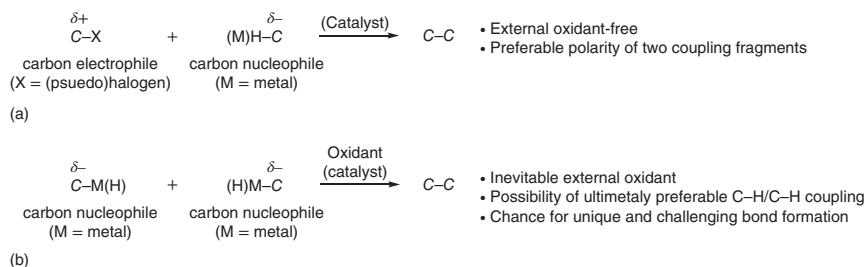 δ+ δ–
C–X + (M)H–C (Catalyst) C–C • External oxidant-free
• Preferable polarity of two coupling fragments
carbon electrophile carbon nucleophile
(X = (psuedo)halogen) (M = metal)
(a)
δ– δ–
C–M(H) + (H)M–C Oxidant (catalyst) C–C • Inevitable external oxidant
• Possibility of ultimetaly preferable C–H/C–H coupling
carbon nucleophile carbon nucleophile • Chance for unique and challenging bond formation
(M = metal) (M = metal)
(b)